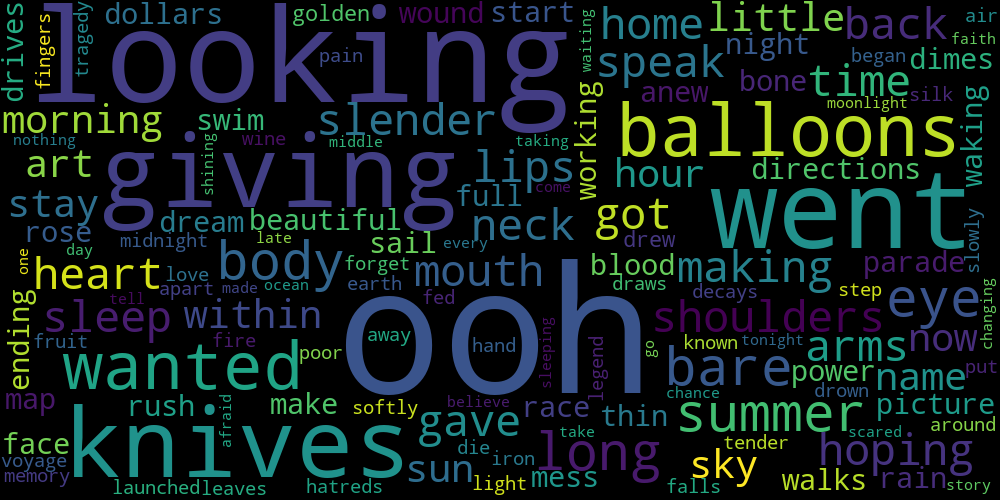 looking
giving
ooh
knives
wanted
went
balloons
drives
fingers
tragedy
dollars
golden
wound
start
pain
waiting
home
little
back
air
faith
speak
night
began
dimes
time
bone
anew
moonlight
silk
morning
nothing
swim
wine
slender
middle
taking
shining
art
lips
come
working
hour
directions
waking
stay
rose
dream
beautiful
full
neck
got
drew
midnight
late
sail
every
day
one
heart
love
body
forget
mouth
blood
making
parade
slowly
apart
made
ocean
earth
draws
decays
step
eye
changing
ending
tell
sleep
within
fed
away
hand
sleeping
legend
shoulders
known
tonight
now
arms
go
fruit
fire
poor
bare
power
name
put
map
rush
afraid
make
softly
believe
race
thin
chance
drown
picture
gave
take
summer
scared
around
face
voyage
memory
die
iron
long
tender
hoping
sun
light
mess
sky
falls
walks
rain
story
launched
leaves
hatreds